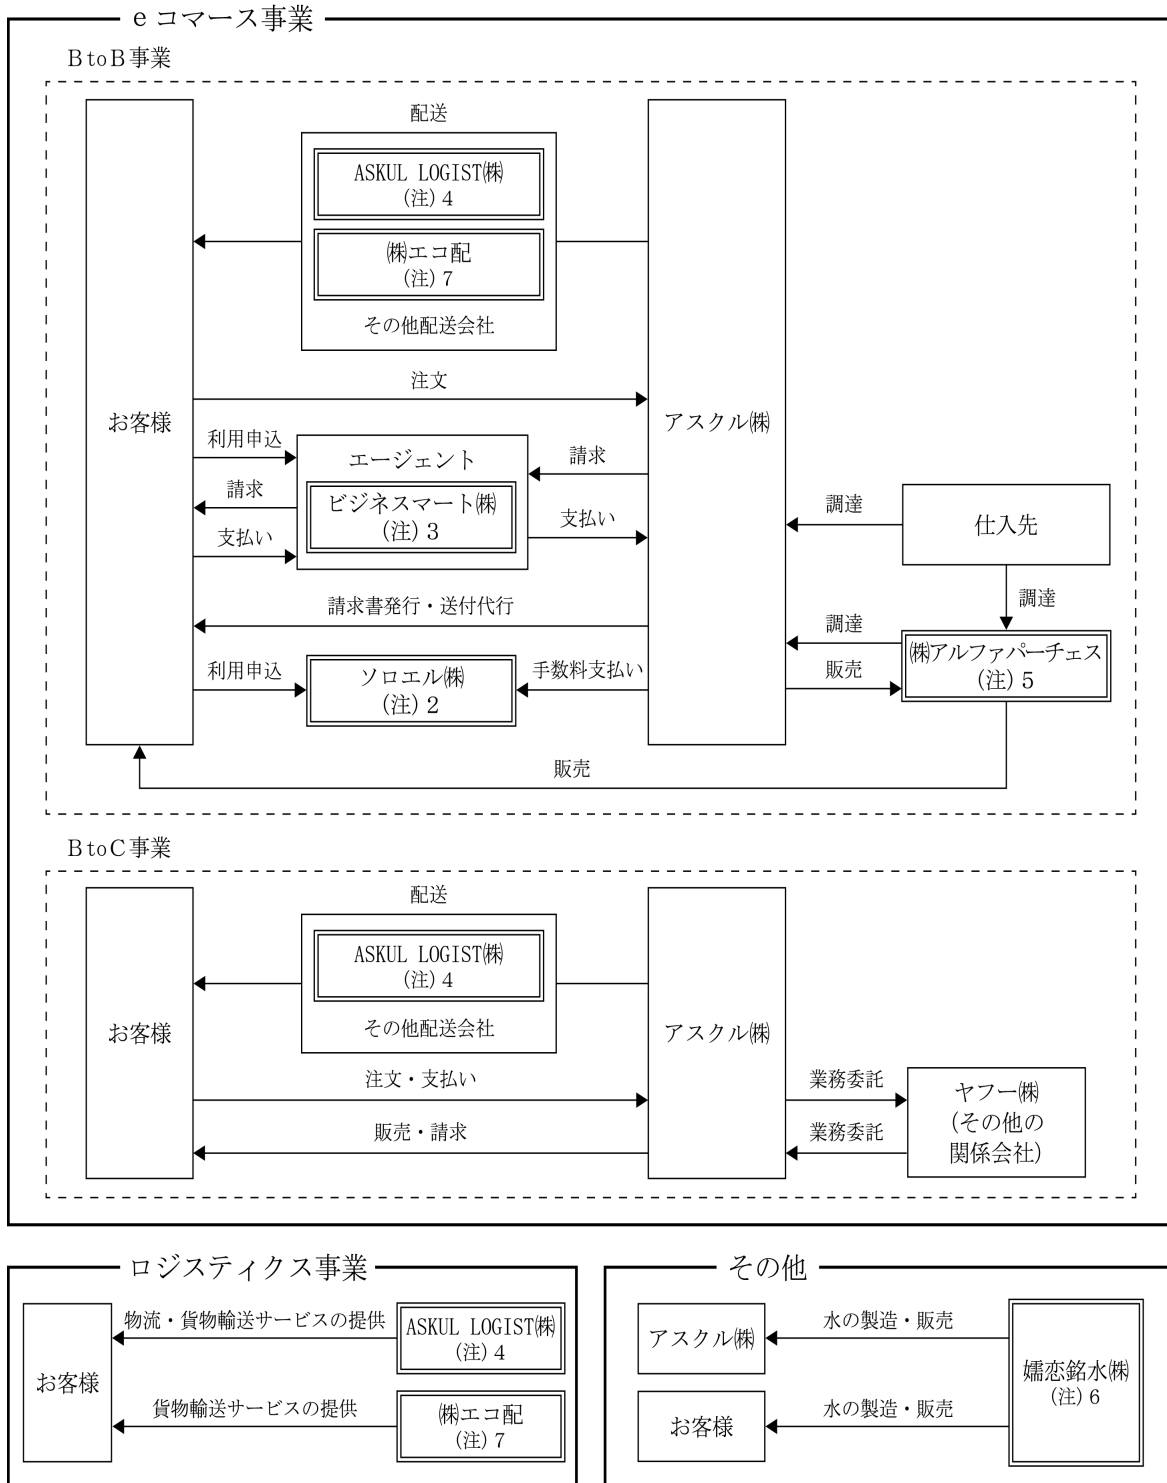 eコマース事業
BtoB事業
配送
ASKUL LOGIST㈱
(注)4
㈱エコ配
(注)7
その他配送会社
注文
お客様
アスクル㈱
利用申込
エージェント
請求
請求
ビジネスマート㈱
(注)3
支払い
支払い
調達
仕入先
請求書発行・送付代行
調達
調達
㈱アルファパーチェス
(注)5
利用申込
ソロエル㈱
(注)2
手数料支払い
販売
販売
BtoC事業
配送
ASKUL LOGIST㈱
(注)4
その他配送会社
お客様
アスクル㈱
注文・支払い
業務委託
ヤフー㈱
(その他の
関係会社)
販売・請求
業務委託
ロジスティクス事業
物流・貨物輸送サービスの提供
ASKUL LOGIST㈱
(注)4
お客様
貨物輸送サービスの提供
㈱エコ配
(注)7
その他
アスクル㈱
水の製造・販売
嬬恋銘水㈱
(注)6
お客様
水の製造・販売